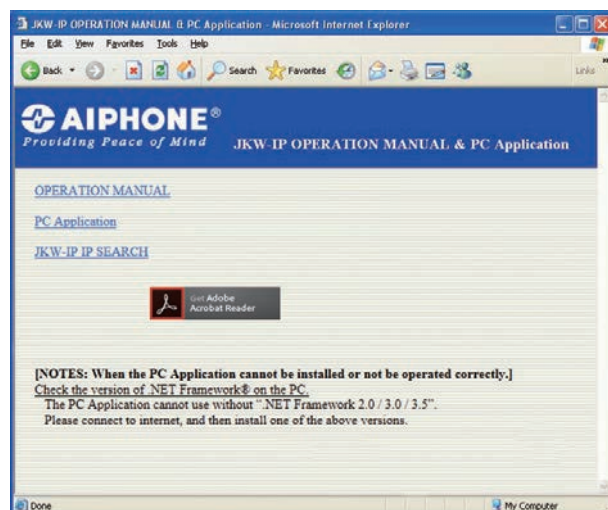 JKW-IP OPERATION MANUAL & PC Application - Microsoft Internet Explorer
File Edit View Favorites Tools Help
Back Search Favorites Links »
AIPHONE®
Providing Peace of Mind JKW-IP OPERATION MANUAL & PC Application
OPERATION MANUAL
PC Application
JKW-IP IP SEARCH
Get Adobe
Acrobat Reader
[NOTES: When the PC Application cannot be installed or not be operated correctly.]
Check the version of .NET Framework® on the PC.
The PC Application cannot use without “.NET Framework 2.0 / 3.0 / 3.5”.
Please connect to internet, and then install one of the above versions.
Done My Computer